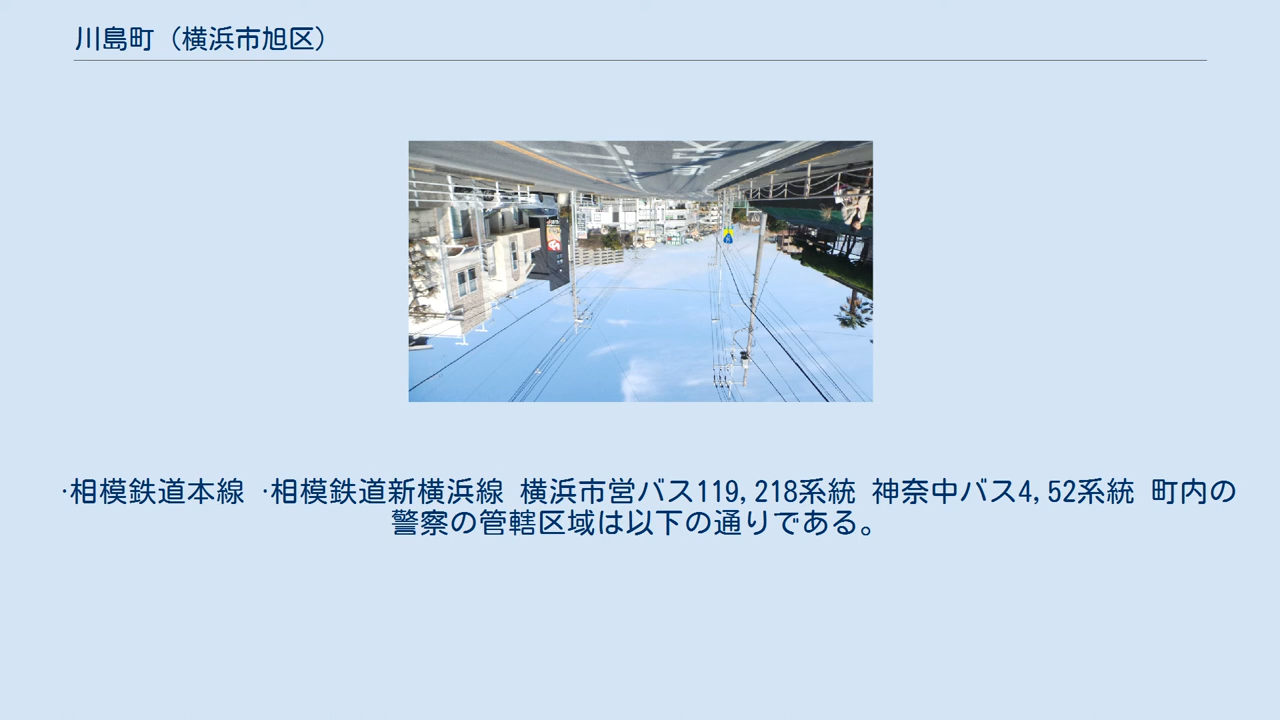 川島町（横浜市旭区）
·相模鉄道本線 ·相模鉄道新横浜線 横浜市営バス119,218系統 神奈中バス4,52系統 町内の
警察の管轄区域は以下の通りである。